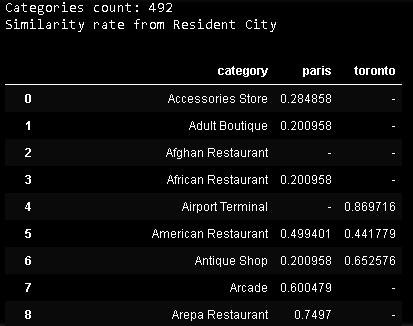 Categories count: 492
Similarity rate from Resident City
category paris toronto
0 Accessories Store 0.284858 -
1 Adult Boutique 0.200958 -
2 Afghan Restaurant - -
3 African Restaurant 0.200958 -
4 Airport Terminal - 0.869716
5 American Restaurant 0.499401 0.441779
6 Antique Shop 0.200958 0.652576
7 Arcade 0.600479 -
8 Arepa Restaurant 0.7497 -